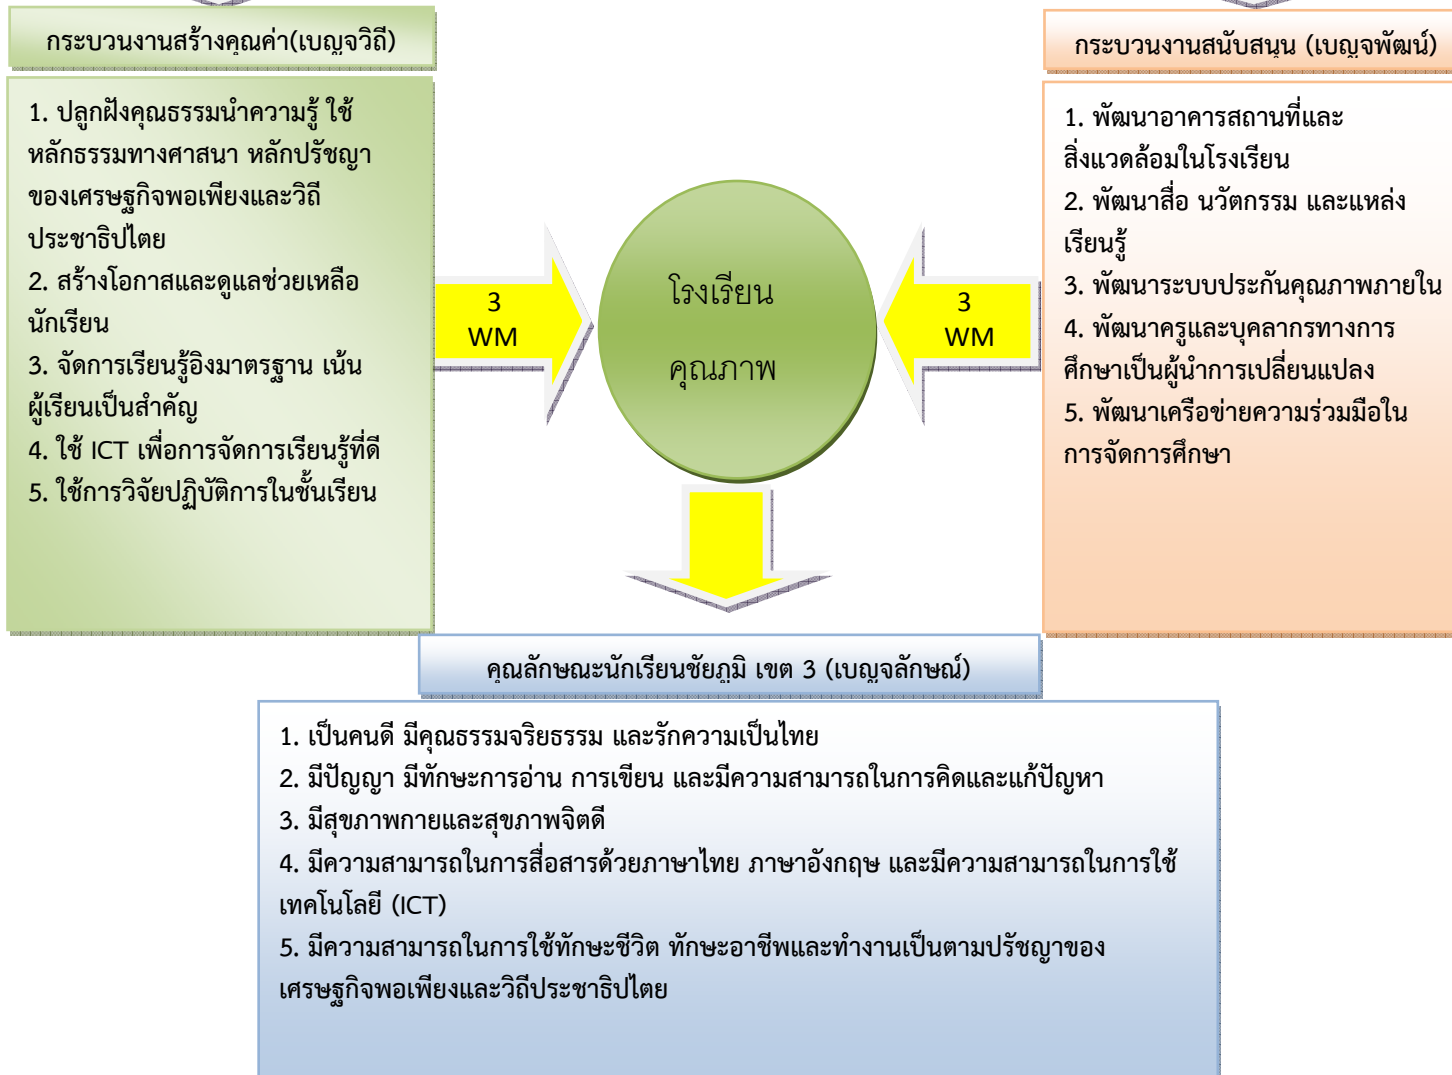 กระบวนงานสร้างคุณค่า(เบญจวิถี)
1. ปลูกฝังคุณธรรมนำความรู้ ใช้
หลักธรรมทางศาสนา หลักปรัชญา
ของเศรษฐกิจพอเพียงและวิถี
ประชาธิปไตย
2. สร้างโอกาสและดูแลช่วยเหลือ
นักเรียน
3. จัดการเรียนรู้อิงมาตรฐาน เน้น
ผู้เรียนเป็นสำคัญ
4. ใช้ ICT เพื่อการจัดการเรียนรู้ที่ดี
5. ใช้การวิจัยปฏิบัติการในชั้นเรียน
3
WM
โรงเรียน
คุณภาพ
3
WM
กระบวนงานสนับสนุน (เบญจพัฒน์)
1. พัฒนาอาคารสถานที่และ
สิ่งแวดล้อมในโรงเรียน
2. พัฒนาสื่อ นวัตกรรม และแหล่ง
เรียนรู้
3. พัฒนาระบบประกันคุณภาพภายใน
4. พัฒนาครูและบุคลากรทางการ
ศึกษาเป็นผู้นำการเปลี่ยนแปลง
5. พัฒนาเครือข่ายความร่วมมือใน
การจัดการศึกษา
คุณลักษณะนักเรียนชัยภูมิ เขต 3 (เบญจลักษณ์)
1. เป็นคนดี มีคุณธรรมจริยธรรม และรักความเป็นไทย
2. มีปัญญา มีทักษะการอ่าน การเขียน และมีความสามารถในการคิดและแก้ปัญหา
3. มีสุขภาพกายและสุขภาพจิตดี
4. มีความสามารถในการสื่อสารด้วยภาษาไทย ภาษาอังกฤษ และมีความสามารถในการใช้
เทคโนโลยี (ICT)
5. มีความสามารถในการใช้ทักษะชีวิต ทักษะอาชีพและทำงานเป็นตามปรัชญาของ
เศรษฐกิจพอเพียงและวิถีประชาธิปไตย